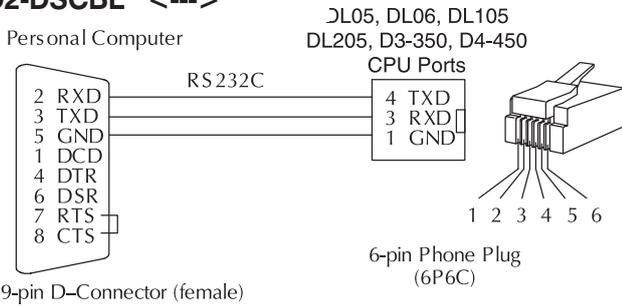 2-DSCBL <--->
DL05, DL06, DL105
DL205, D3-350, D4-450
CPU Ports
Personal Computer
RS232C
2 RXD
3 TXD
5 GND
1 DCD
4 DTR
6 DSR
7 RTS
8 CTS
4 TXD
3 RXD
1 GND
1 2 3 4 5 6
6-pin Phone Plug
(6P6C)
9-pin D–Connector (female)